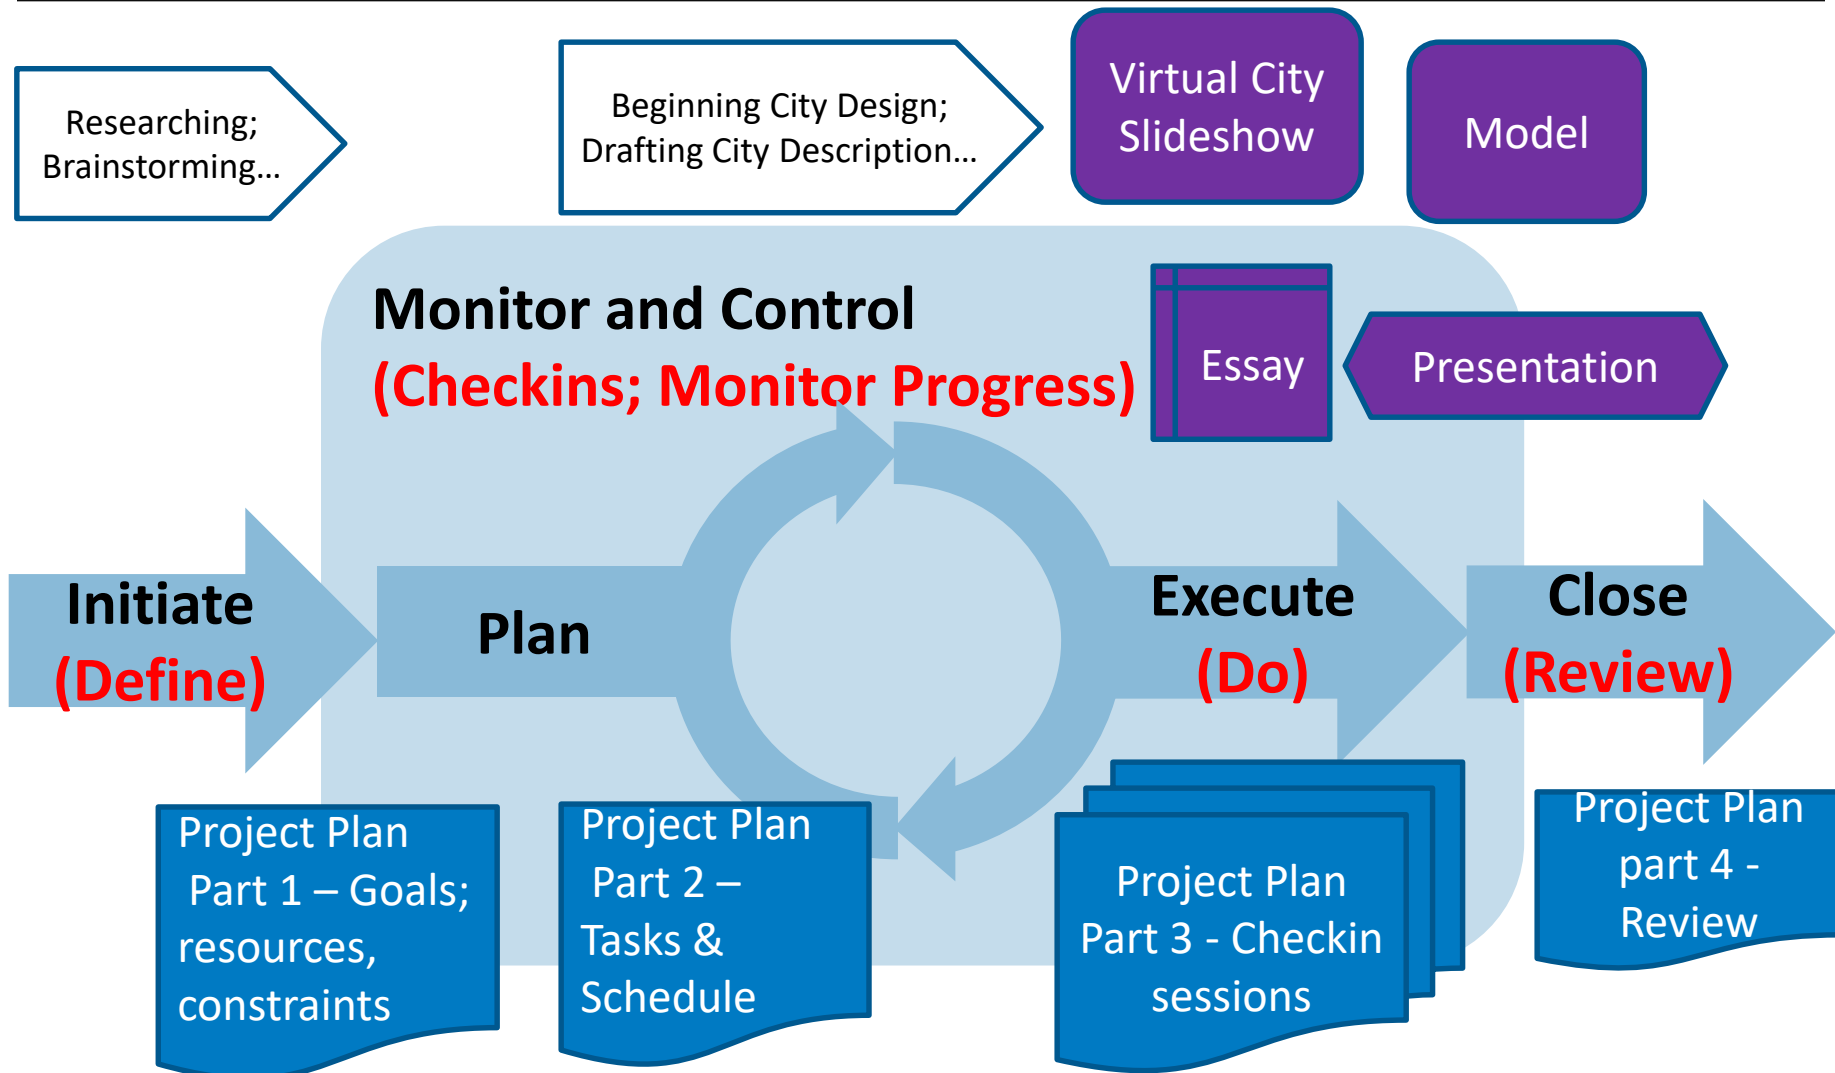 Researching;
Brainstorming...
Beginning City Design;
Drafting City Description...
Virtual City
Slideshow
Model
Monitor and Control
(Checkins; Monitor Progress)
Essay
Presentation
Initiate
(Define)
Plan
Execute
(Do)
Close
(Review)
Project Plan
Part 1 – Goals;
resources,
constraints
Project Plan
Part 2 –
Tasks &
Schedule
Project Plan
Part 3 - Checkin
sessions
Project Plan
part 4 -
Review